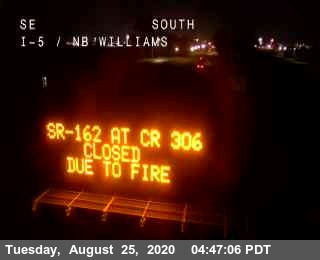 SE SOUTH
I-5 / NB WILLIAMS
SR-162 AT CR 306
CLOSED
DUE TO FIRE
Tuesday, August 25, 2020 04:47:06 PDT